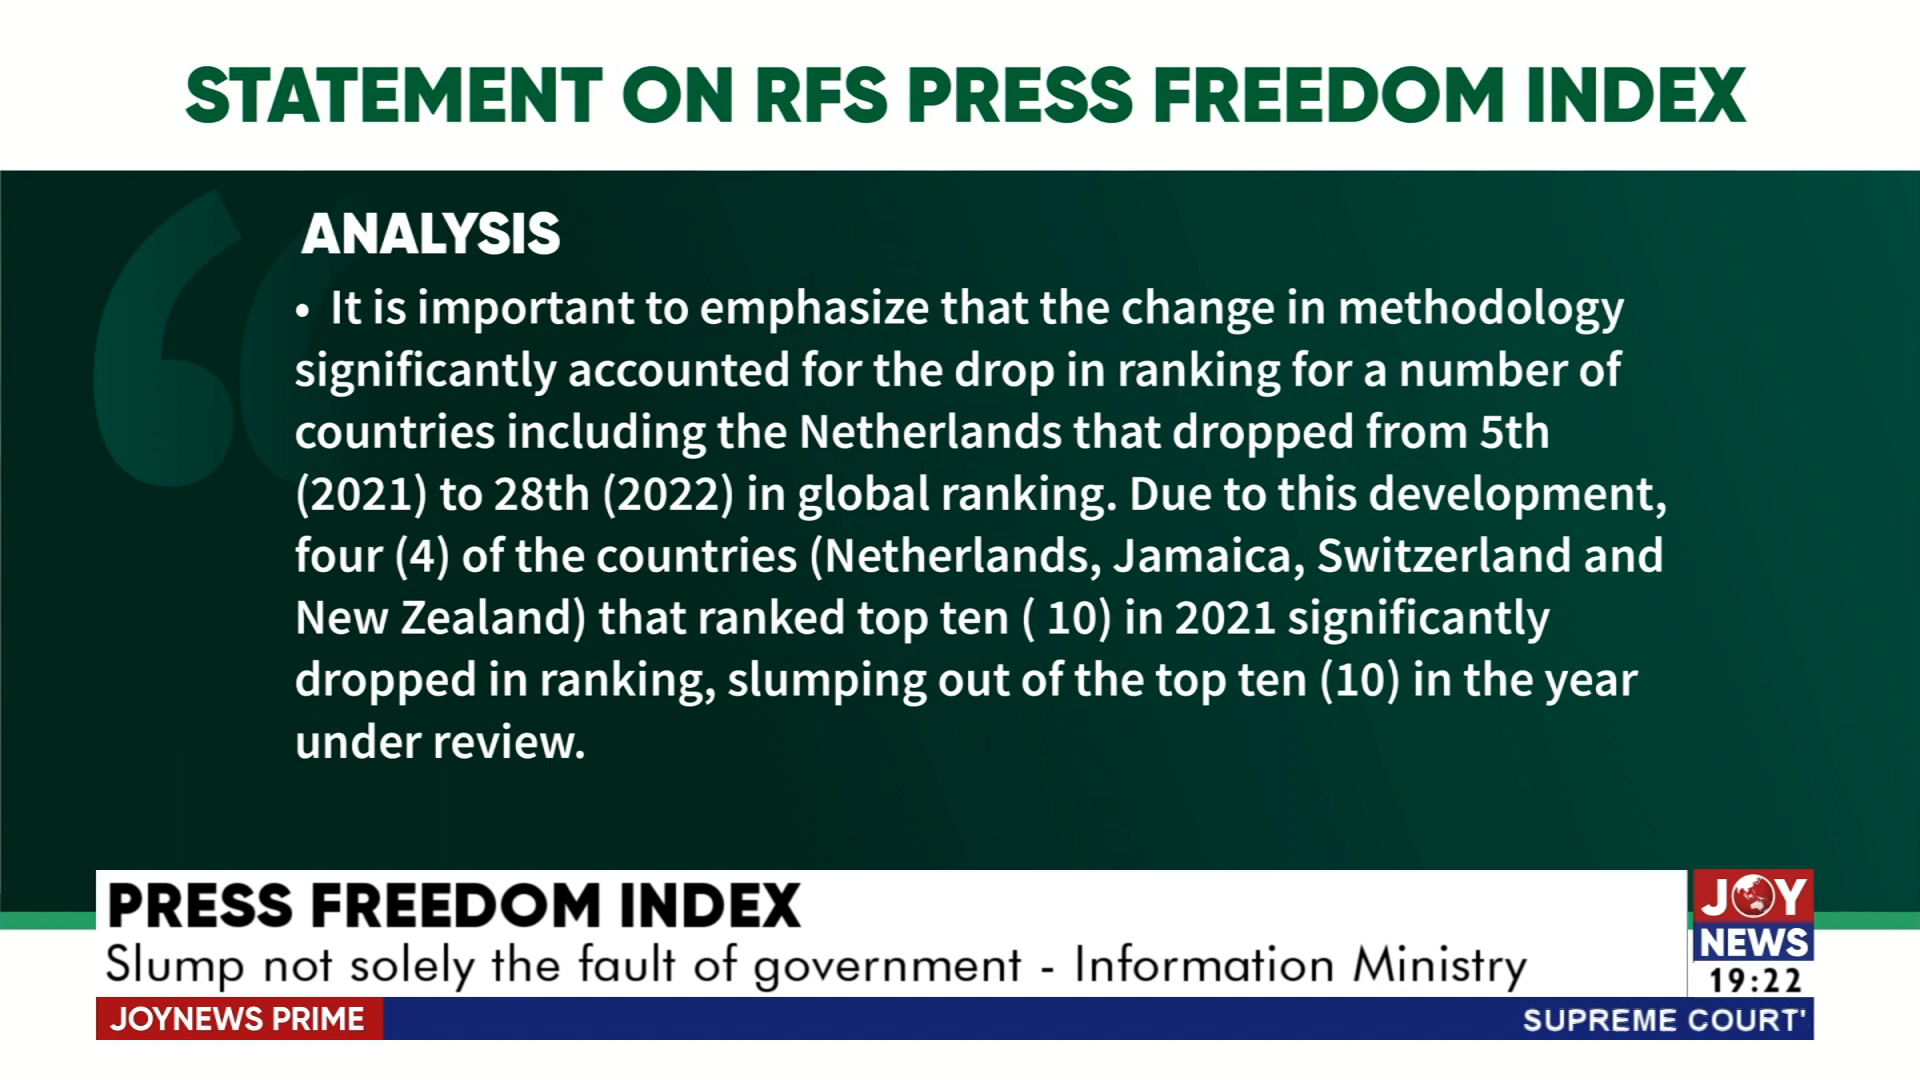 STATEMENT ON RFS PRESS FREEDOM INDEX
ANALYSIS
• It is important to emphasize that the change in methodology
significantly accounted for the drop in ranking for a number of
countries including the Netherlands that dropped from 5th
(2021) to 28th (2022) in global ranking. Due to this development,
four (4) of the countries (Netherlands, Jamaica, Switzerland and
New Zealand) that ranked top ten ( 10) in 2021 significantly
dropped in ranking, slumping out of the top ten (10) in the year
under review.
PRESS FREEDOM INDEX
Slump not solely the fault of government - Information Ministry
JOY
NEWS
19:22
JOYNEWS PRIME
SUPREME COURT'